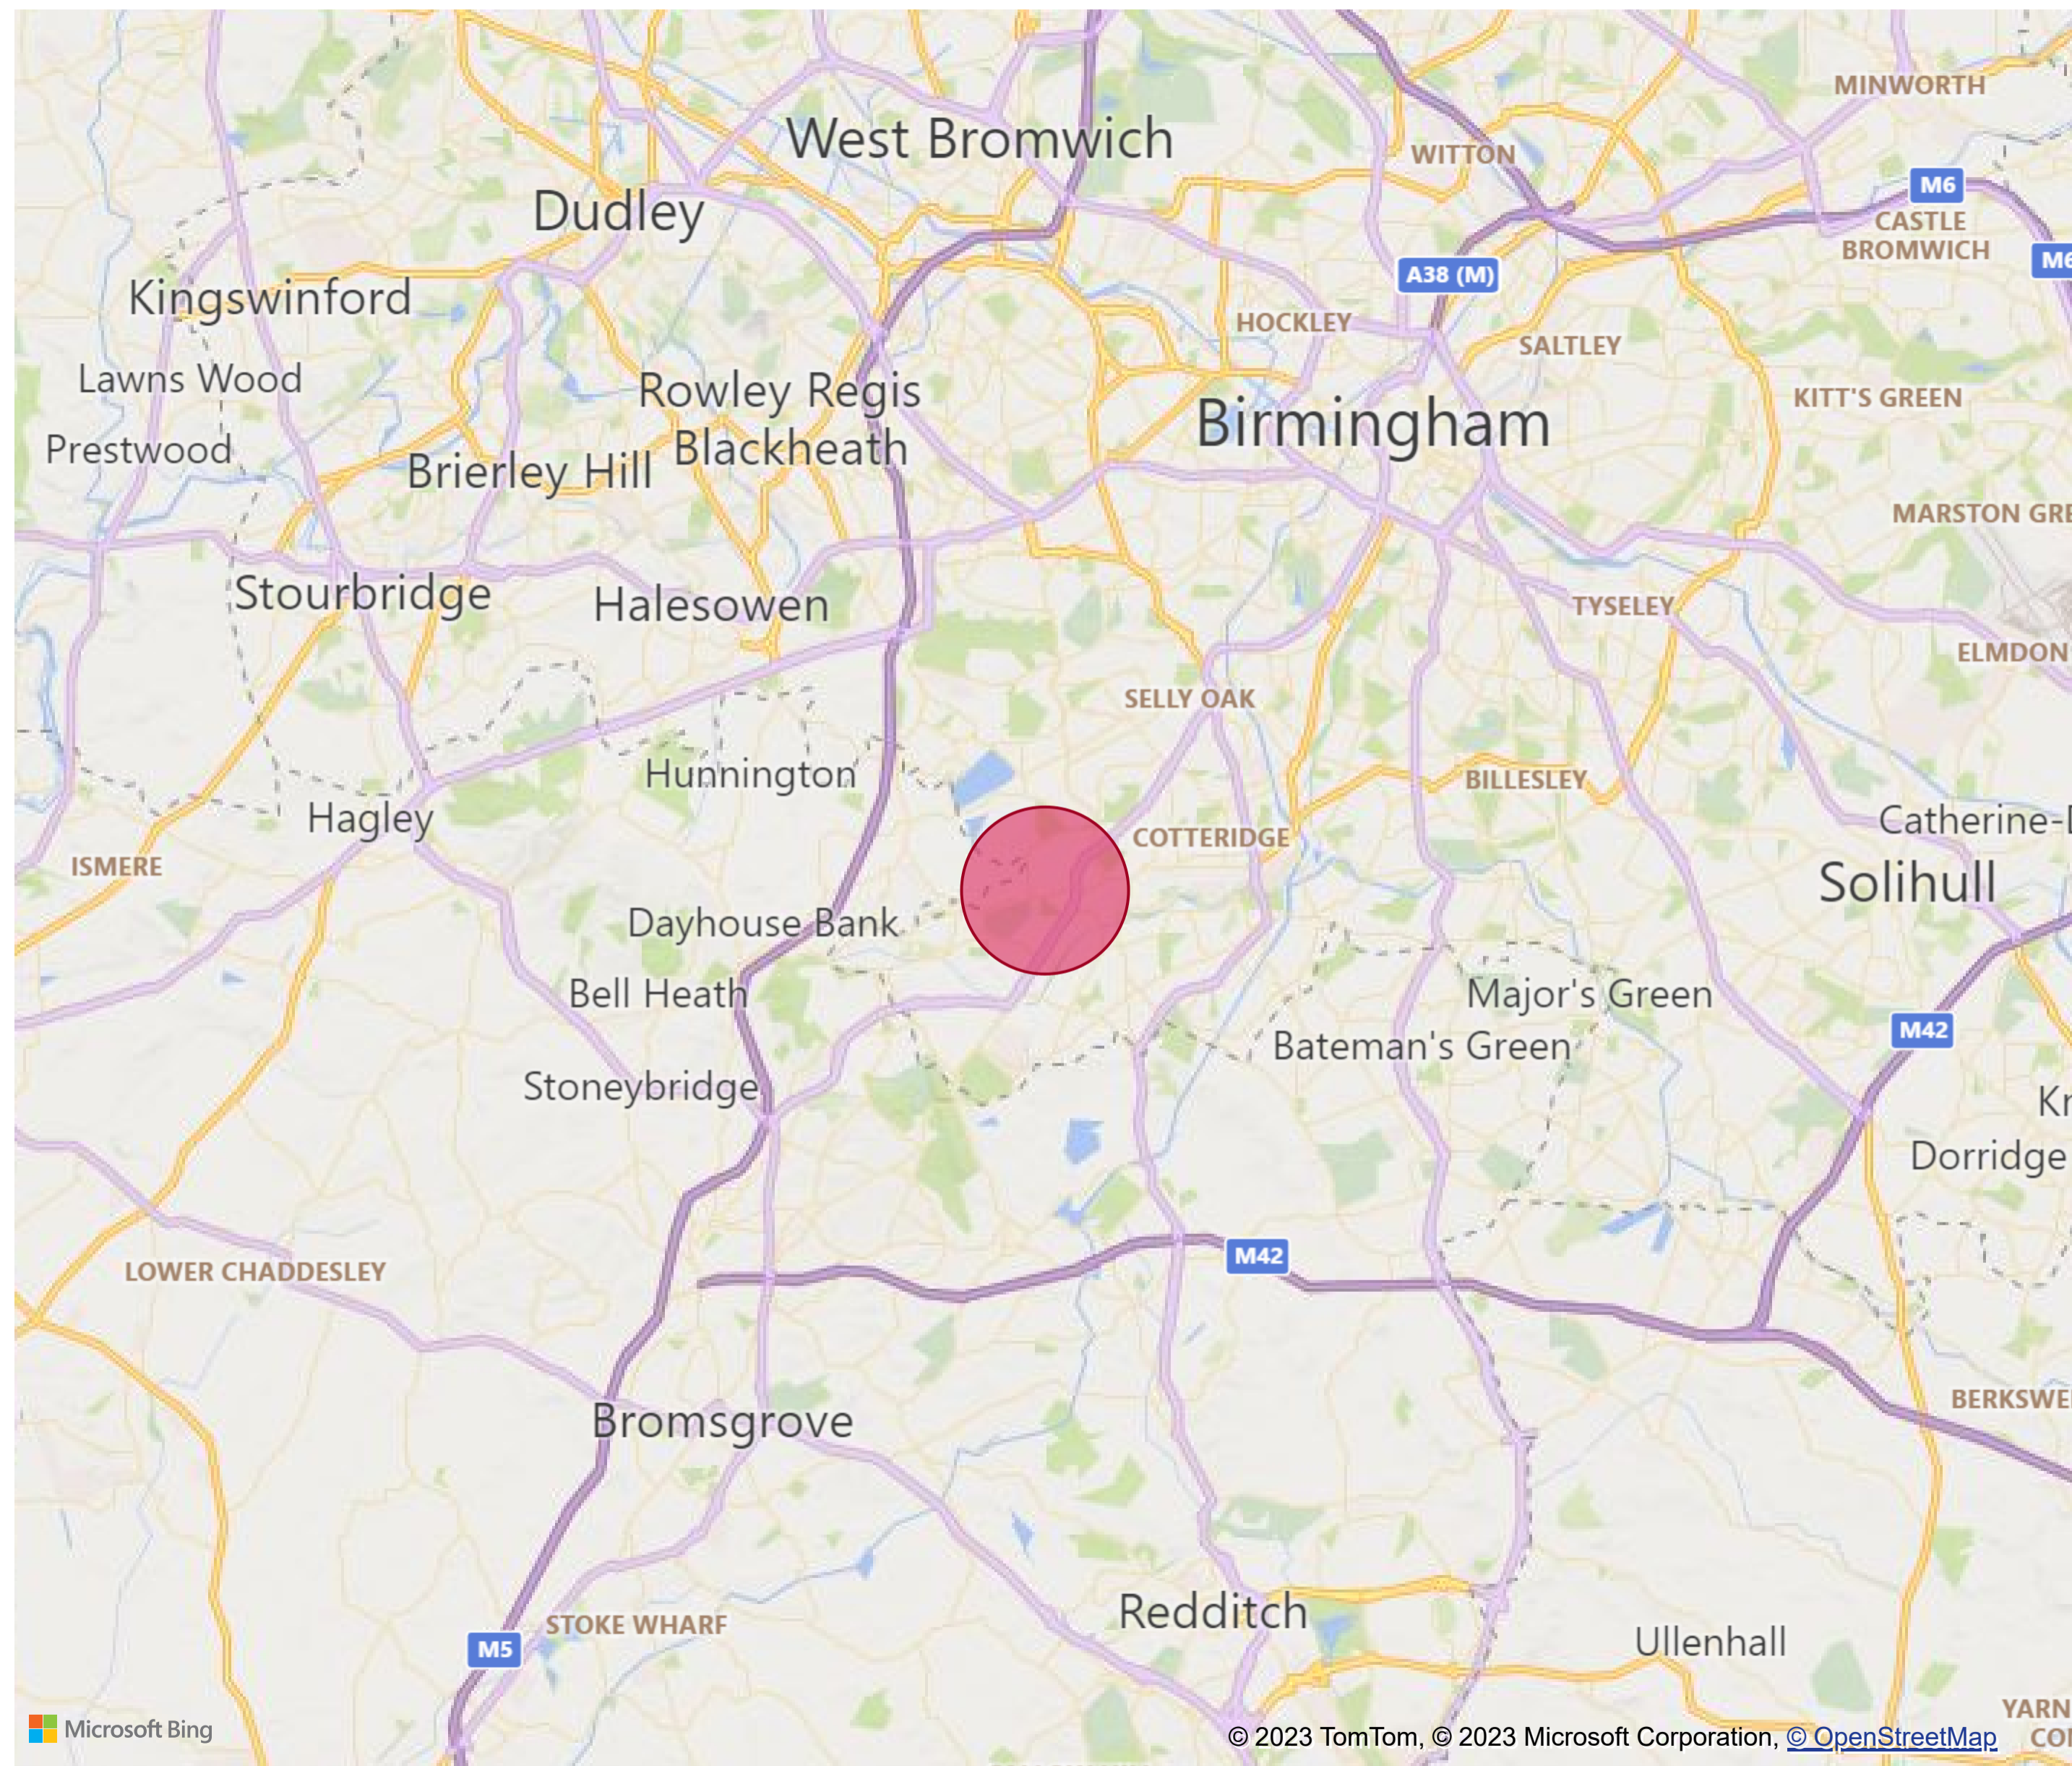 MINWORTH
West Bromwich
WITTON
M6
Dudley
CASTLE
BROMWICH
M6
A38 (M)
Kingswinford
HOCKLEY
SALTLEY
Lawns Wood
Rowley Regis
KITT'S GREEN
Birmingham
Prestwood
Blackheath
Brierley Hill
MARSTON GRE
Stourbridge
Halesowen
TYSELEY
ELMDON
SELLY OAK
Hunnington
BILLESLEY
Hagley
COTTERIDGE
Catherine-
ISMERE
Solihull
Dayhouse Bank
Bell Heath
Major's Green
M42
Bateman's Green
Stoneybridge
Kr
Dorridge
M42
LOWER CHADDESLEY
BERKSWE
Bromsgrove
Redditch
STOKE WHARF
Ullenhall
M5
YARN
CO
Microsoft Bing
© 2023 TomTom, © 2023 Microsoft Corporation, © OpenStreetMap